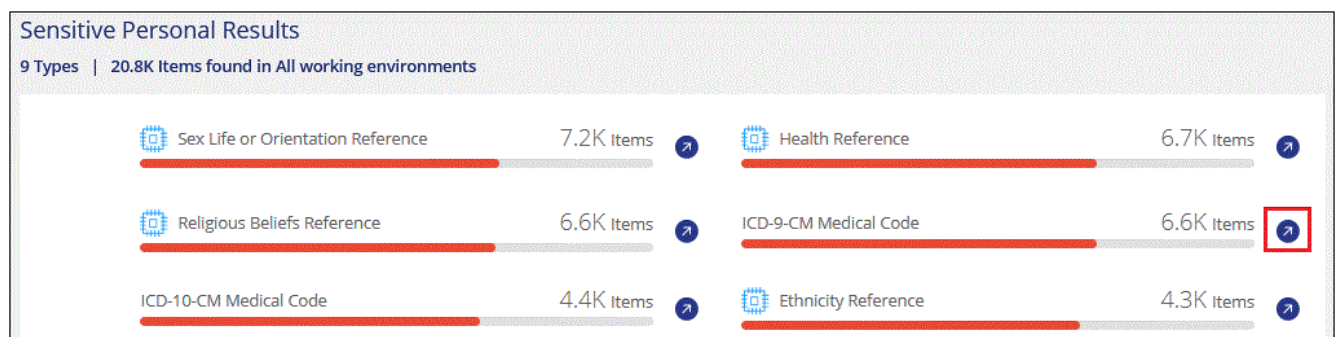 Sensitive Personal Results
9 Types | 20.8K Items found in All working environments
Sex Life or Orientation Reference 7.2K Items
Health Reference 6.7K Items
Religious Beliefs Reference 6.6K Items
ICD-9-CM Medical Code 6.6K Items
ICD-10-CM Medical Code 4.4K Items
Ethnicity Reference 4.3K Items